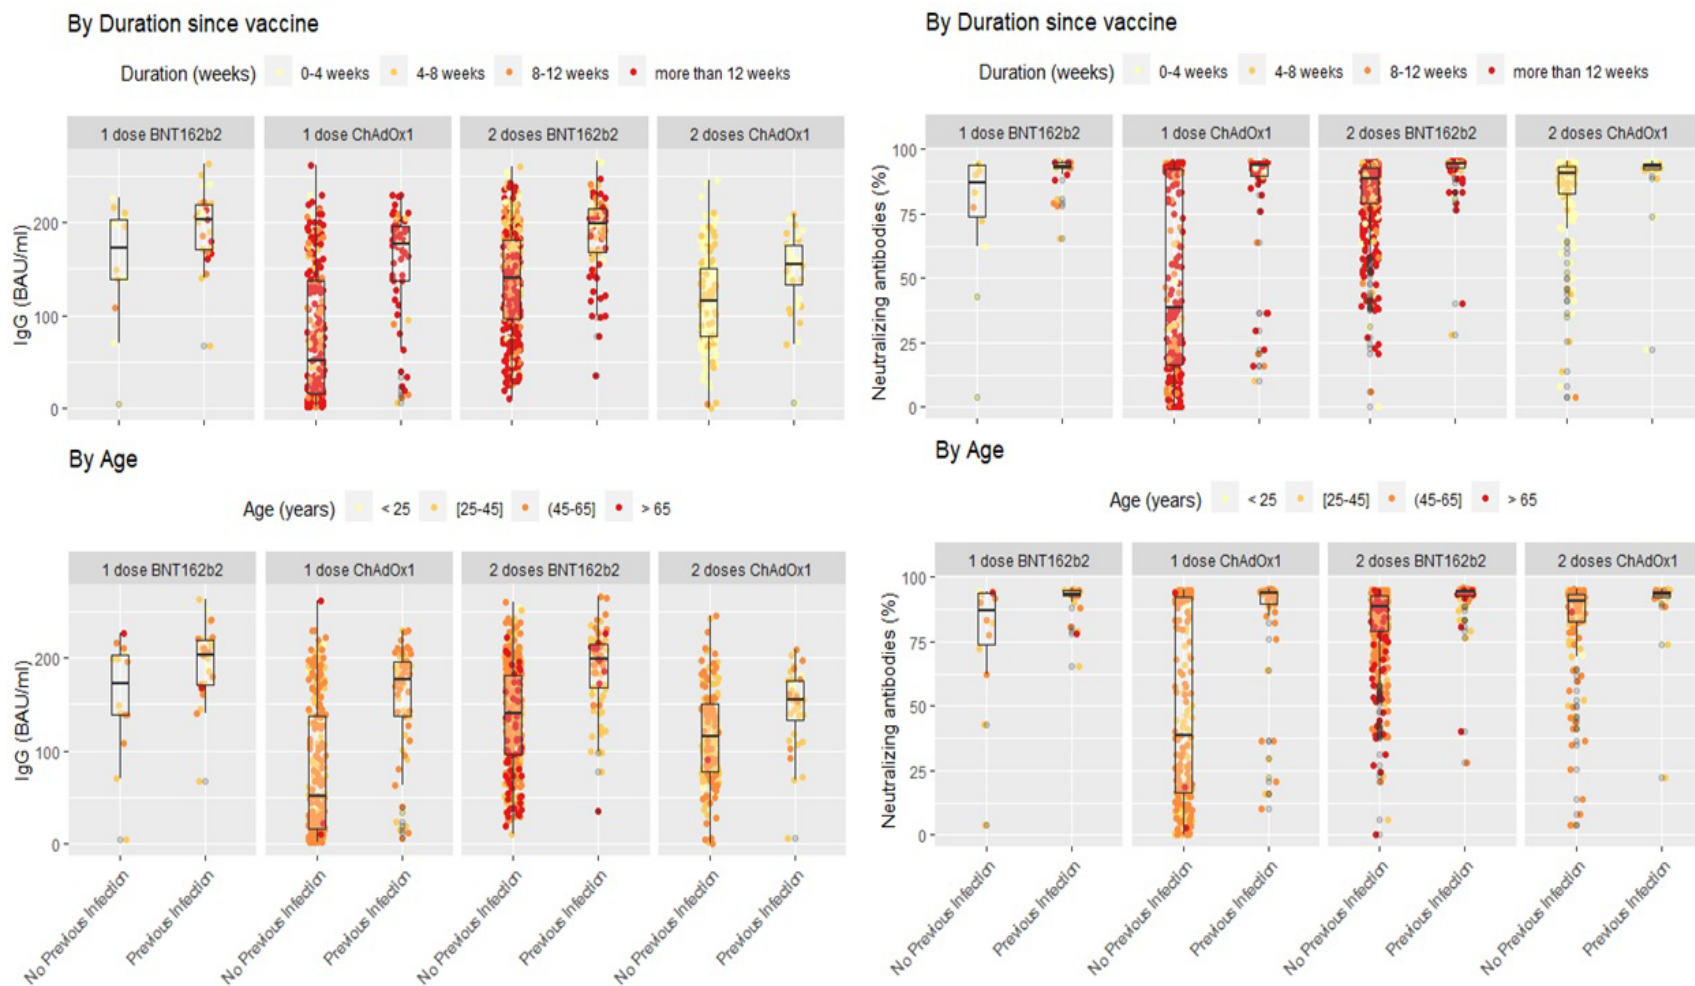 By Duration since vaccine
Duration (weeks) 0-4 weeks 4-8 weeks 8-12 weeks more than 12 weeks
1 dose BNT162b2 1 dose ChAdOx1 2 doses BNT162b2 2 doses ChAdOx1
IgG (BAU/ml)
200
100
0
By Duration since vaccine
Duration (weeks) 0-4 weeks 4-8 weeks 8-12 weeks more than 12 weeks
1 dose BNT162b2 1 dose ChAdOx1 2 doses BNT162b2 2 doses ChAdOx1
Neutralizing antibodies (%)
100
75
50
25
0
By Age
Age (years) < 25 [25-45] (45-65] > 65
1 dose BNT162b2 1 dose ChAdOx1 2 doses BNT162b2 2 doses ChAdOx1
IgG (BAU/ml)
200
100
0
No Previous Infection
Previous Infection
No Previous Infection
Previous Infection
No Previous Infection
Previous Infection
No Previous Infection
Previous Infection
By Age
Age (years) < 25 [25-45] (45-65] > 65
1 dose BNT162b2 1 dose ChAdOx1 2 doses BNT162b2 2 doses ChAdOx1
Neutralizing antibodies (%)
100
75
50
25
0
No Previous Infection
Previous Infection
No Previous Infection
Previous Infection
No Previous Infection
Previous Infection
No Previous Infection
Previous Infection